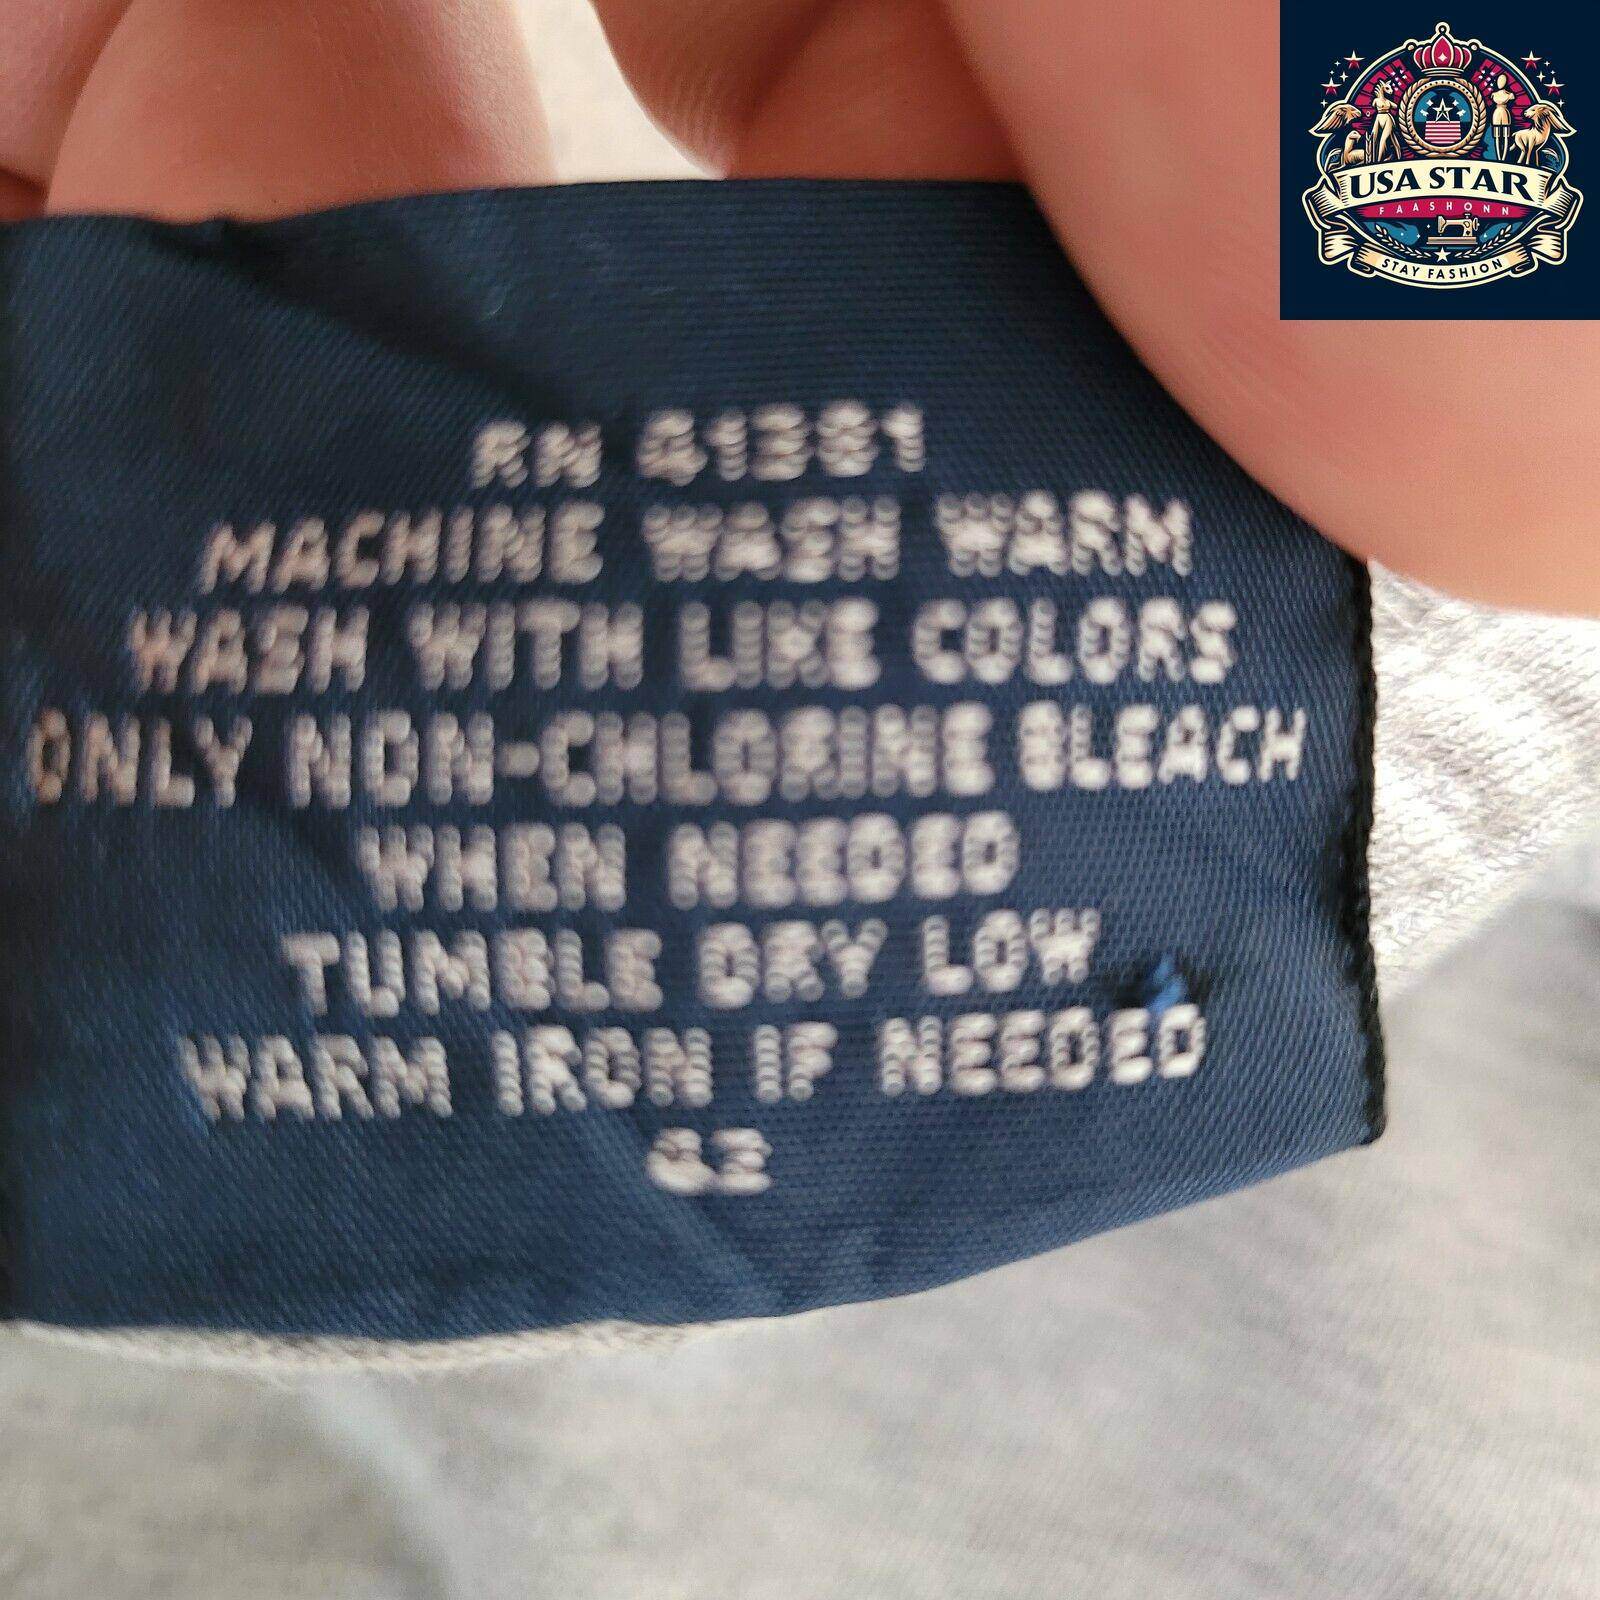 USA STAR
FAASHONN
STAY FASHION
RN 41381
MACHINE WASH WARM
WASH WITH LIKE COLORS
ONLY NON-CHLORINE BLEACH
WHEN NEEDED
TUMBLE DRY LOW
WARM IRON IF NEEDED